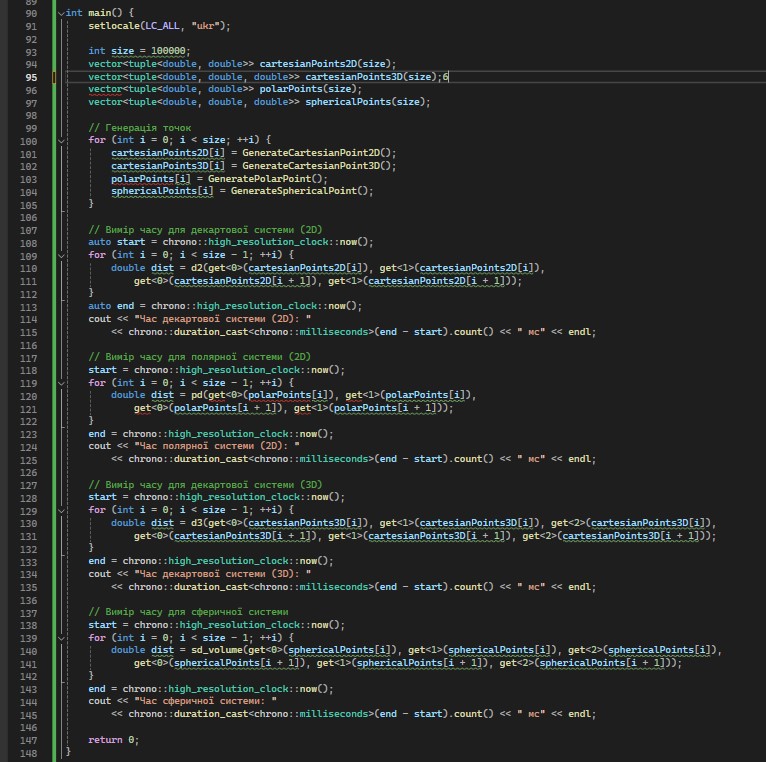 89
90 int main() {
91 setlocale(LC_ALL, "ukr");
92
93 int size = 100000;
94 vector<tuple<double, double>> cartesianPoints2D(size);
95 vector<tuple<double, double, double>> cartesianPoints3D(size);6
96 vector<tuple<double, double>> polarPoints(size);
97 vector<tuple<double, double, double>> sphericalPoints(size);
98
99 // Генерація точок
100 for (int i = 0; i < size; ++i) {
101 cartesianPoints2D[i] = GenerateCartesianPoint2D();
102 cartesianPoints3D[i] = GenerateCartesianPoint3D();
103 polarPoints[i] = GeneratePolarPoint();
104 sphericalPoints[i] = GenerateSphericalPoint();
105 }
106
107 // Вимір часу для декартової системи (2D)
108 auto start = chrono::high_resolution_clock::now();
109 for (int i = 0; i < size - 1; ++i) {
110 double dist = d2(get<0>(cartesianPoints2D[i]), get<1>(cartesianPoints2D[i]),
111 get<0>(cartesianPoints2D[i + 1]), get<1>(cartesianPoints2D[i + 1]));
112 }
113 auto end = chrono::high_resolution_clock::now();
114 cout << "Час декартової системи (2D): "
115 << chrono::duration_cast<chrono::milliseconds>(end - start).count() << " мс" << endl;
116
117 // Вимір часу для полярної системи (2D)
118 start = chrono::high_resolution_clock::now();
119 for (int i = 0; i < size - 1; ++i) {
120 double dist = pd(get<0>(polarPoints[i]), get<1>(polarPoints[i]),
121 get<0>(polarPoints[i + 1]), get<1>(polarPoints[i + 1]));
122 }
123 end = chrono::high_resolution_clock::now();
124 cout << "Час полярної системи (2D): "
125 << chrono::duration_cast<chrono::milliseconds>(end - start).count() << " мс" << endl;
126
127 // Вимір часу для декартової системи (3D)
128 start = chrono::high_resolution_clock::now();
129 for (int i = 0; i < size - 1; ++i) {
130 double dist = d3(get<0>(cartesianPoints3D[i]), get<1>(cartesianPoints3D[i]), get<2>(cartesianPoints3D[i]),
131 get<0>(cartesianPoints3D[i + 1]), get<1>(cartesianPoints3D[i + 1]), get<2>(cartesianPoints3D[i + 1]));
132 }
133 end = chrono::high_resolution_clock::now();
134 cout << "Час декартової системи (3D): "
135 << chrono::duration_cast<chrono::milliseconds>(end - start).count() << " мс" << endl;
136
137 // Вимір часу для сферичної системи
138 start = chrono::high_resolution_clock::now();
139 for (int i = 0; i < size - 1; ++i) {
140 double dist = sd_volume(get<0>(sphericalPoints[i]), get<1>(sphericalPoints[i]), get<2>(sphericalPoints[i]),
141 get<0>(sphericalPoints[i + 1]), get<1>(sphericalPoints[i + 1]), get<2>(sphericalPoints[i + 1]));
142 }
143 end = chrono::high_resolution_clock::now();
144 cout << "Час сферичної системи: "
145 << chrono::duration_cast<chrono::milliseconds>(end - start).count() << " мс" << endl;
146
147 return 0;
148 }